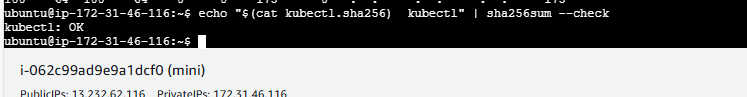 ubuntu@ip-172-31-46-116:~$ echo "$(cat kubectl.sha256)  kubectl" | sha256sum --check
kubectl: OK
ubuntu@ip-172-31-46-116:~$
i-062c99ad9e9a1dcf0 (mini)
PublicIPs: 13.232.62.116 PrivateIPs: 172.31.46.116